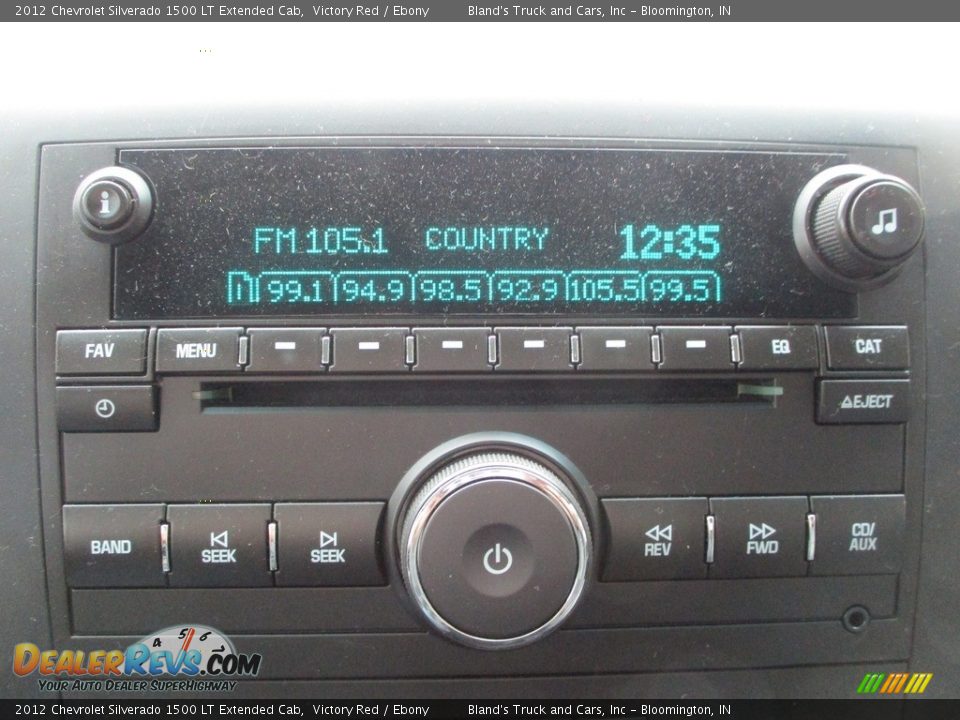 2012 Chevrolet Silverado 1500 LT Extended Cab, Victory Red / Ebony Bland's Truck and Cars, Inc - Bloomington, IN
i
FM 105.1 COUNTRY 12:35
99.1 94.9 98.5 92.9 105.5 99.5
FAV MENU EQ CAT
EJECT
BAND SEEK SEEK REV FWD CD/
AUX
4 5 6
DEALERREVS.COM
YOUR AUTO DEALER SUPERHIGHWAY
2012 Chevrolet Silverado 1500 LT Extended Cab, Victory Red / Ebony Bland's Truck and Cars, Inc - Bloomington, IN